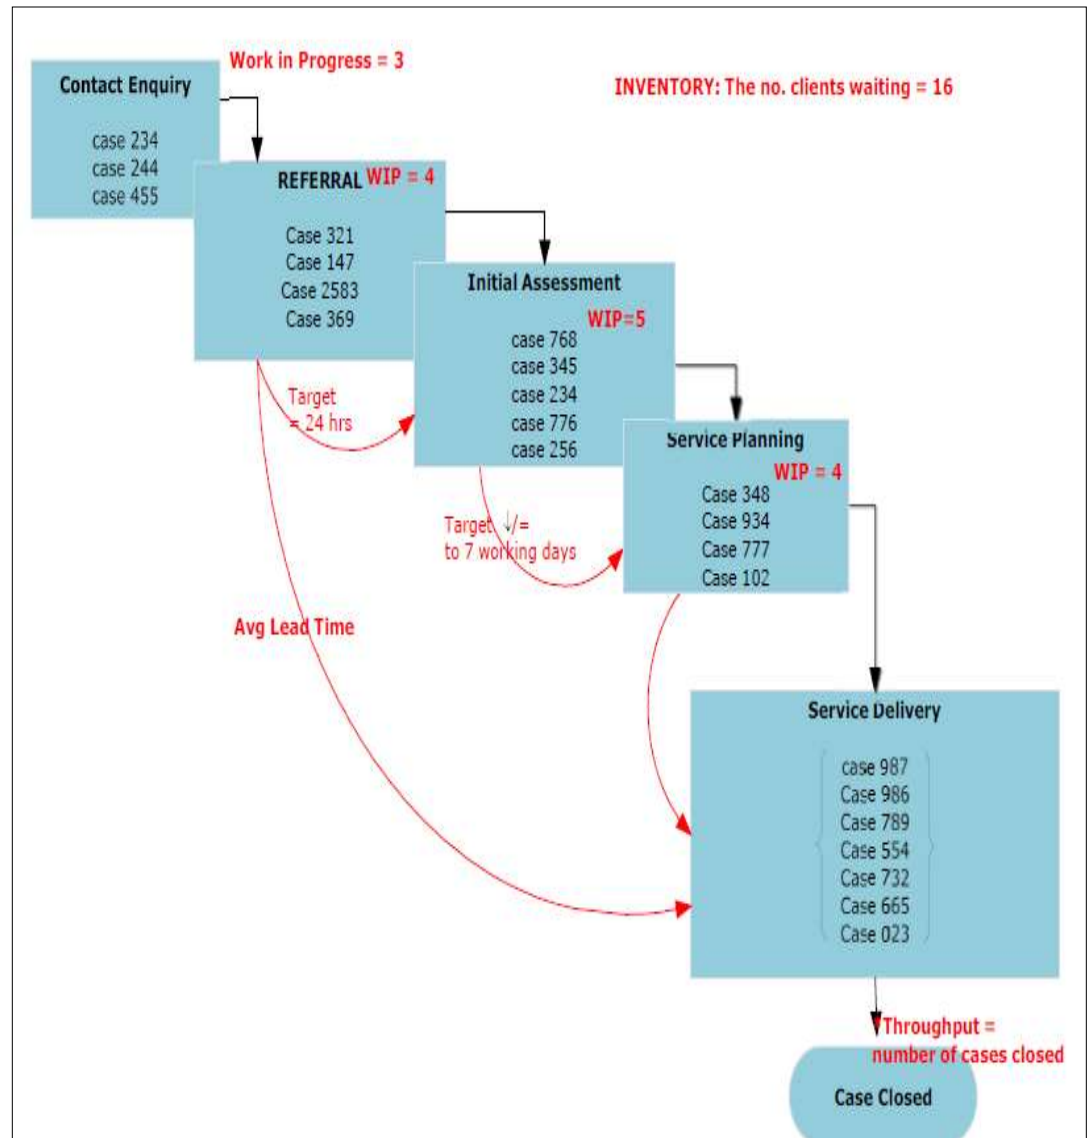 Work in Progress = 3
INVENTORY: The no. clients waiting = 16
Contact Enquiry
case 234
case 244
case 455
REFERRAL WIP = 4
Case 321
Case 147
Case 2583
Case 369
Initial Assessment
WIP=5
case 768
case 345
case 234
case 776
case 256
Target
= 24 hrs
Service Planning
WIP = 4
Case 348
Case 934
Case 777
Case 102
Target ↓/=
to 7 working days
Avg Lead Time
Service Delivery
case 987
Case 986
Case 789
Case 554
Case 732
Case 665
Case 023
Throughput =
number of cases closed
Case Closed